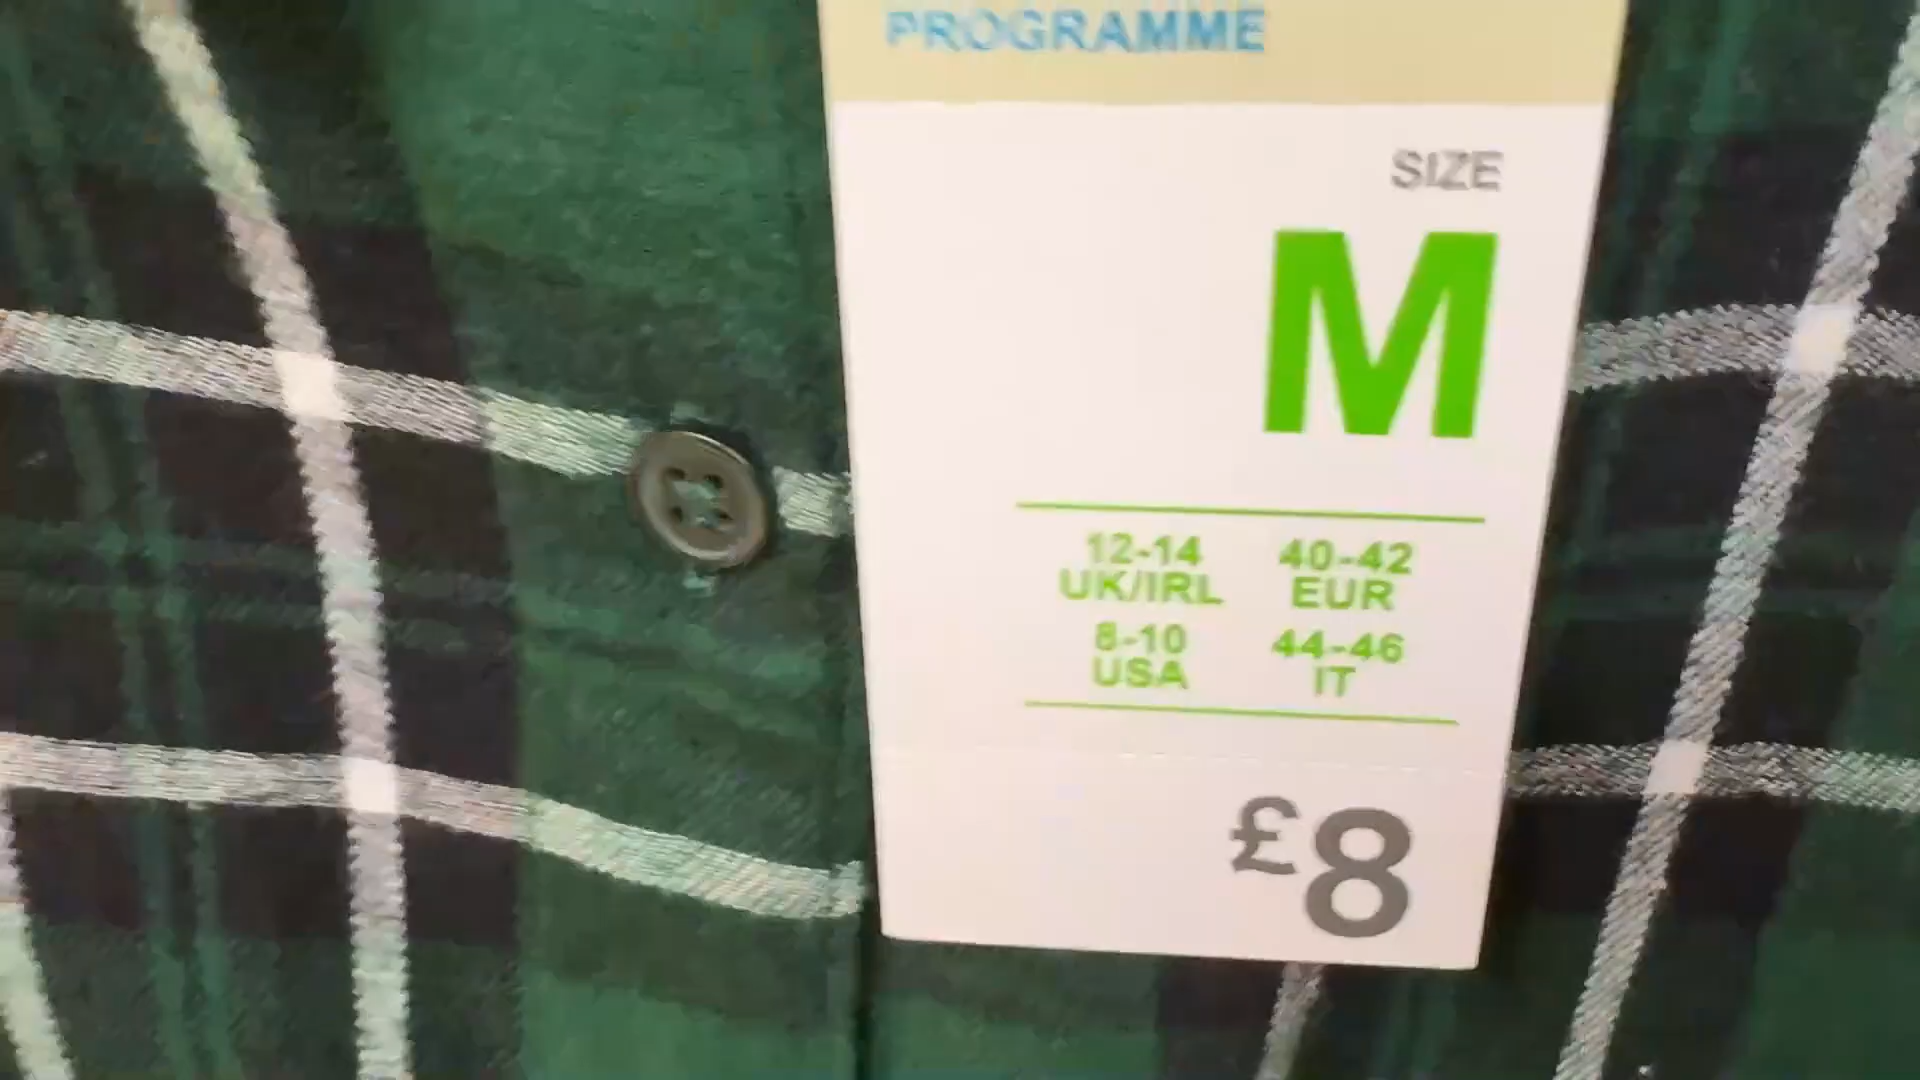 PROGRAMME
SIZE
M
12-14 40-42
UK/IRL EUR
8-10 44-46
USA IT
£8